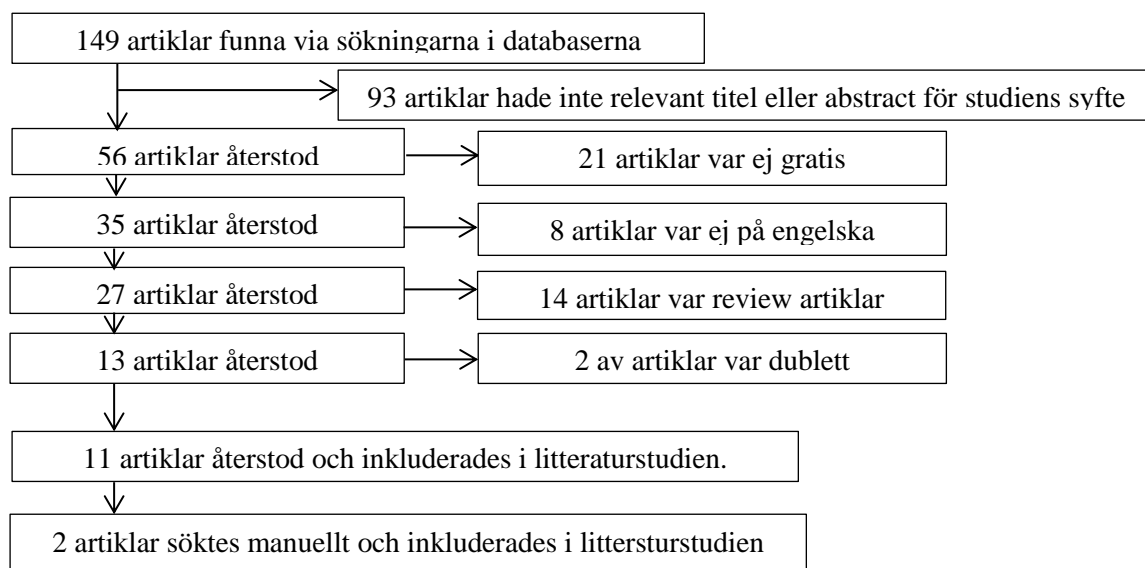 149 artiklar funna via sökningarna i databaserna
93 artiklar hade inte relevant titel eller abstract för studiens syfte
56 artiklar återstod
21 artiklar var ej gratis
35 artiklar återstod
8 artiklar var ej på engelska
27 artiklar återstod
14 artiklar var review artiklar
13 artiklar återstod
2 av artiklar var dublett
11 artiklar återstod och inkluderades i litteraturstudien.
2 artiklar söktes manuellt och inkluderades i littersturstudien